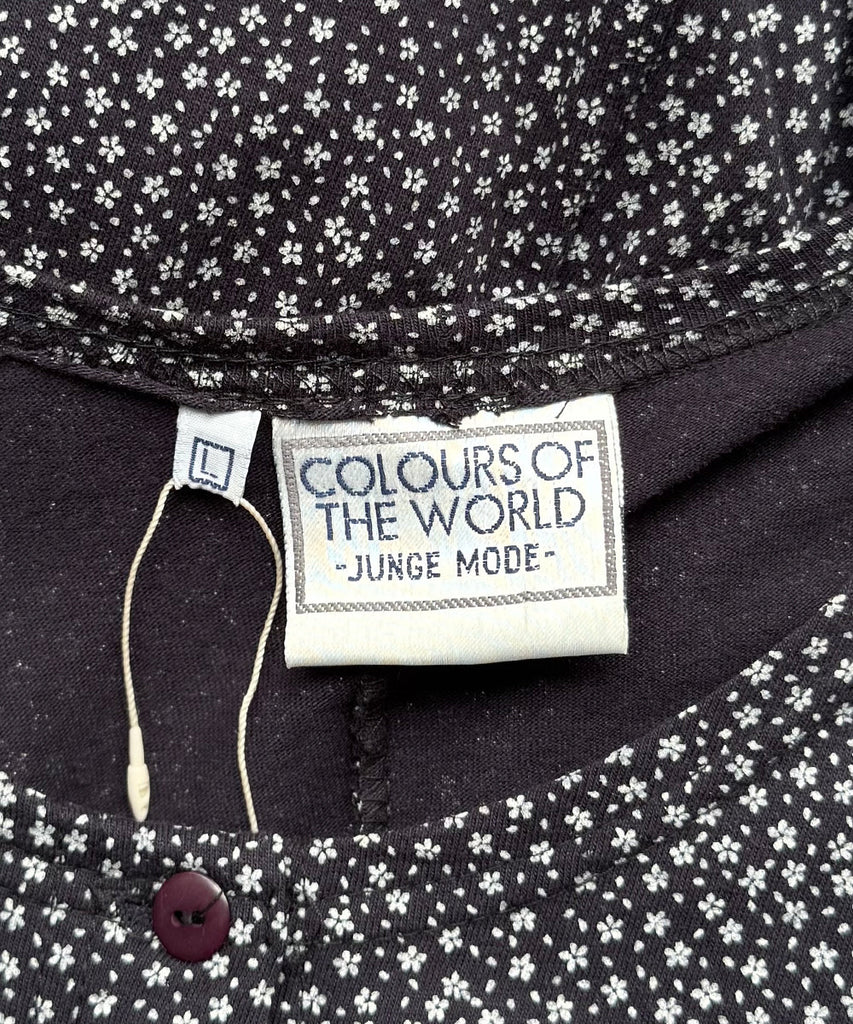 L
COLOURS OF
THE WORLD
-JUNGE MODE-